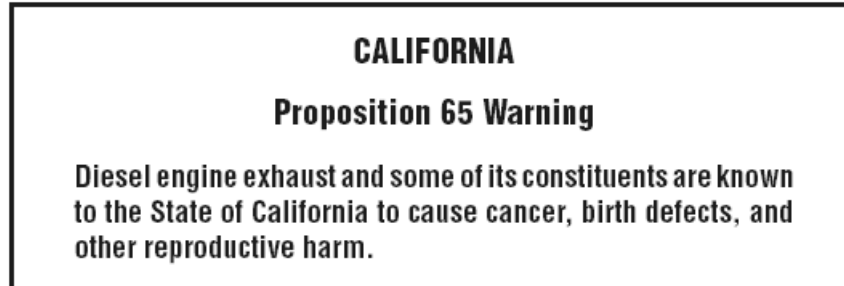 CALIFORNIA
Proposition 65 Warning
Diesel engine exhaust and some of its constituents are known
to the State of California to cause cancer, birth defects, and
other reproductive harm.